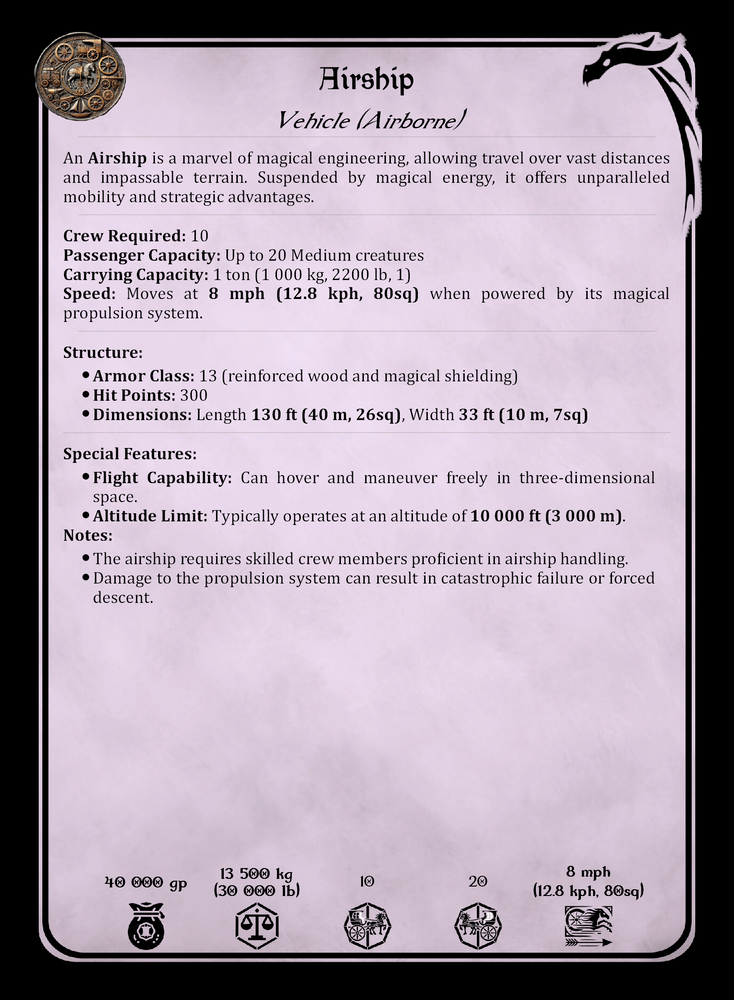 Airship
Vehicle (Airborne)
An Airship is a marvel of magical engineering, allowing travel over vast distances
and impassable terrain. Suspended by magical energy, it offers unparalleled
mobility and strategic advantages.
Crew Required: 10
Passenger Capacity: Up to 20 Medium creatures
Carrying Capacity: 1 ton (1 000 kg, 2200 lb, 1)
Speed: Moves at 8 mph (12.8 kph, 80sq) when powered by its magical
propulsion system.
Structure:
• Armor Class: 13 (reinforced wood and magical shielding)
• Hit Points: 300
• Dimensions: Length 130 ft (40 m, 26sq), Width 33 ft (10 m, 7sq)
Special Features:
• Flight Capability: Can hover and maneuver freely in three-dimensional
space.
• Altitude Limit: Typically operates at an altitude of 10 000 ft (3 000 m).
Notes:
• The airship requires skilled crew members proficient in airship handling.
• Damage to the propulsion system can result in catastrophic failure or forced
descent.
40 000 gp
13 500 kg
(30 000 lb)
10
20
8 mph
(12.8 kph, 80sq)